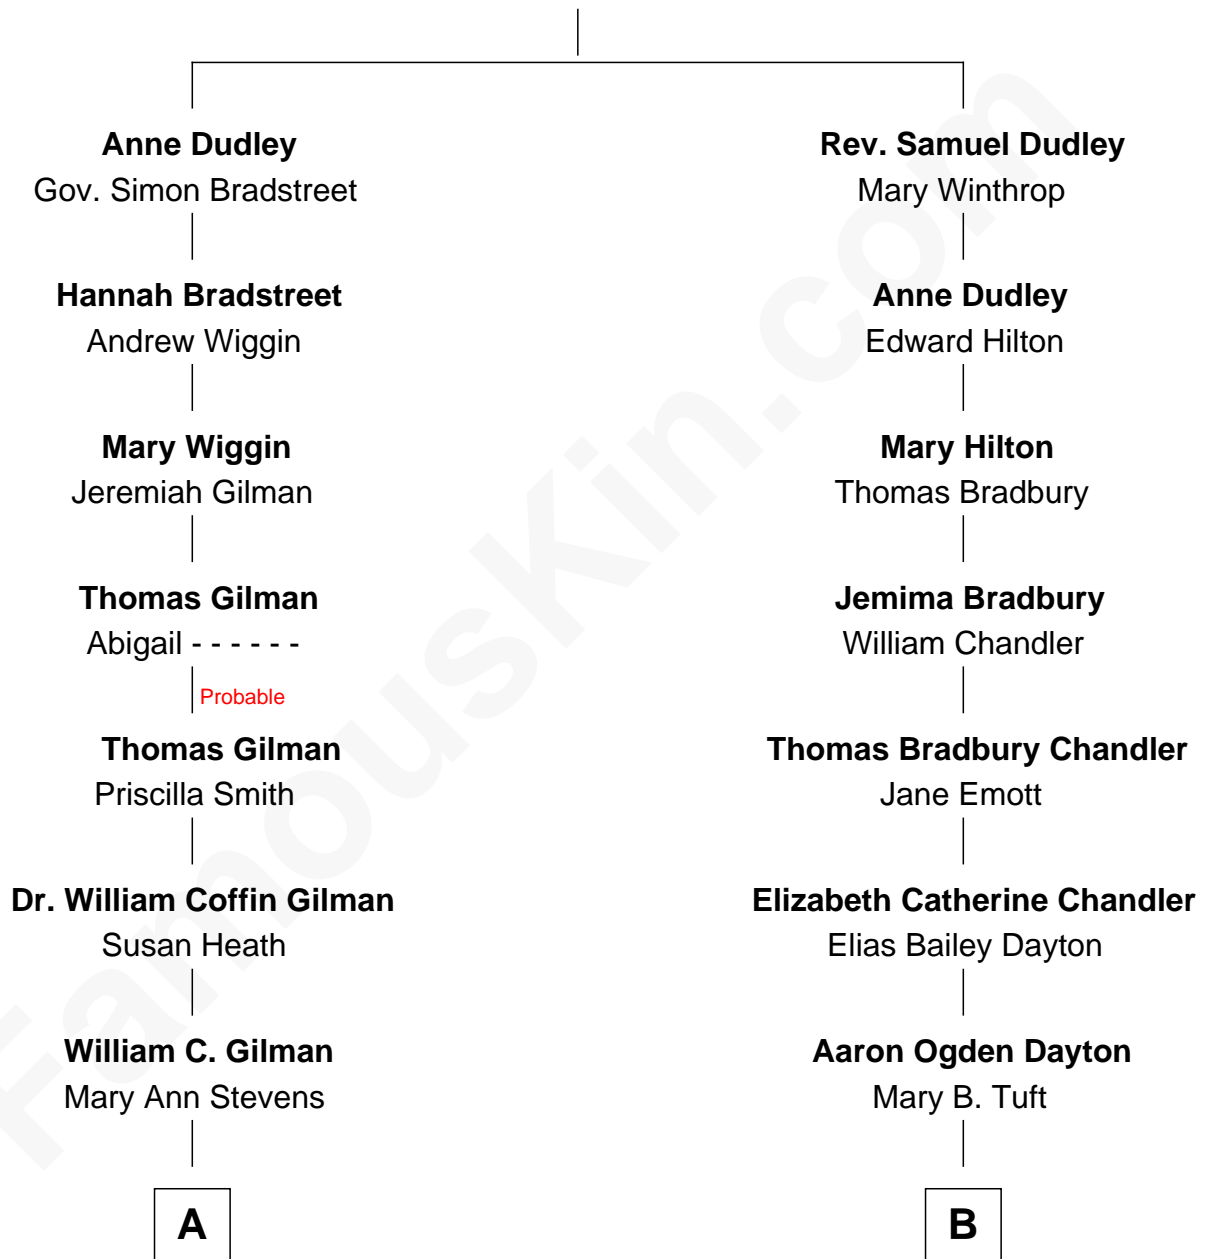 Anne Dudley
Gov. Simon Bradstreet
Hannah Bradstreet
Andrew Wiggin
Mary Wiggin
Jeremiah Gilman
Thomas Gilman
Abigail - - - - - -
Probable
Thomas Gilman
Priscilla Smith
Dr. William Coffin Gilman
Susan Heath
William C. Gilman
Mary Ann Stevens
A
Rev. Samuel Dudley
Mary Winthrop
Anne Dudley
Edward Hilton
Mary Hilton
Thomas Bradbury
Jemima Bradbury
William Chandler
Thomas Bradbury Chandler
Jane Emott
Elizabeth Catherine Chandler
Elias Bailey Dayton
Aaron Ogden Dayton
Mary B. Tuft
B
FamousKin.com